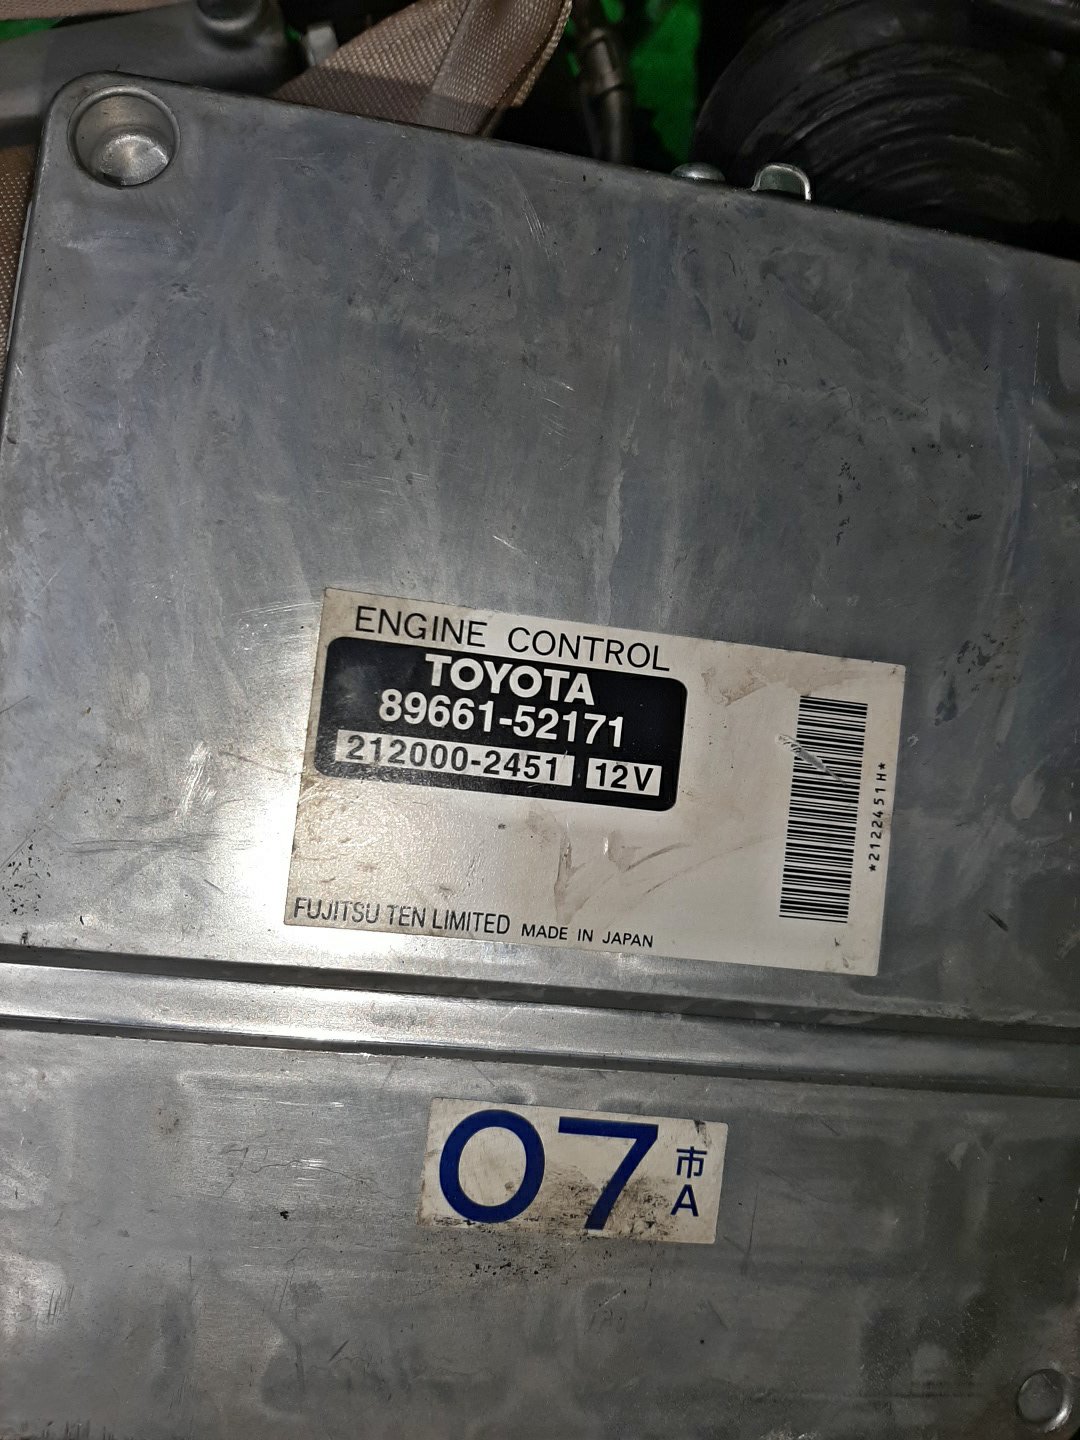 ENGINE CONTROL
TOYOTA
89661-52171
212000-2451 12V
*2122451H*
FUJITSU TEN LIMITED MADE IN JAPAN
07 市
A